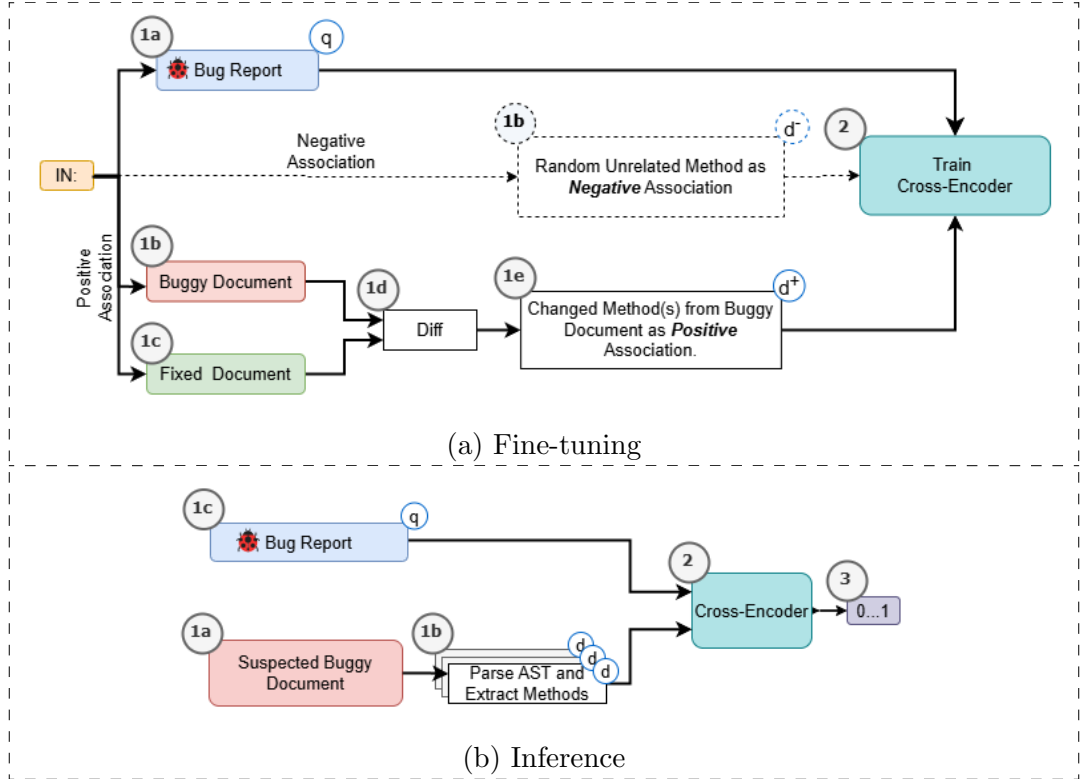 1a
q
Bug Report
1b
d-
2
Negative
Association
Random Unrelated Method as
Negative Association
Train
Cross-Encoder
IN:
Positive
Association
1b
Buggy Document
1d
1e
d+
Diff
Changed Method(s) from Buggy
Document as Positive
Association.
1c
Fixed Document
(a) Fine-tuning
1c
q
Bug Report
2
3
Cross-Encoder
0...1
1a
1b
d
d
d
Suspected Buggy
Document
Parse AST and
Extract Methods
(b) Inference